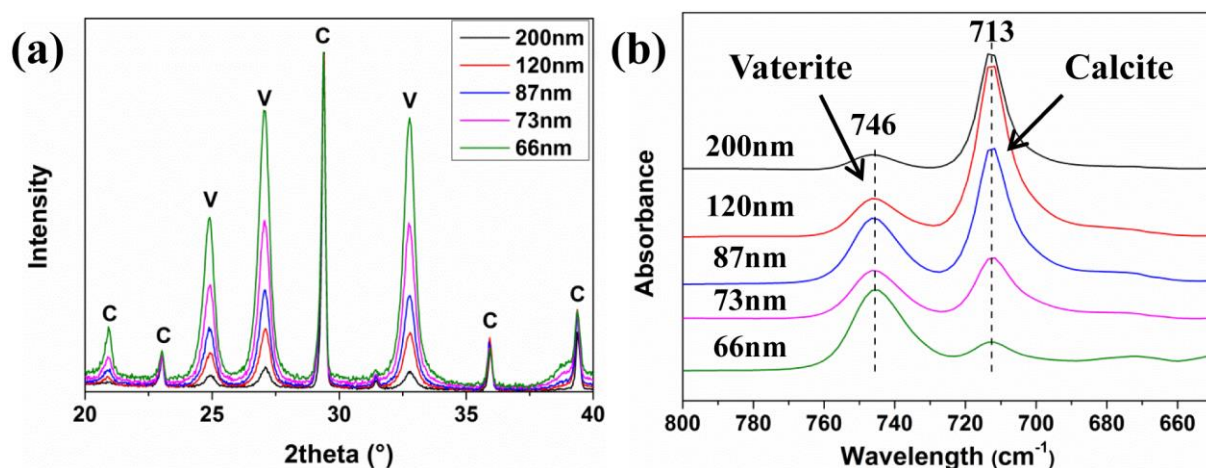 (a)
C
V
V
C
V
C
C
C
200nm
120nm
87nm
73nm
66nm
Intensity
20 25 30 35 40
2theta (°)
(b)
713
Vaterite
Calcite
746
200nm
120nm
87nm
73nm
66nm
Absorbance
800 780 760 740 720 700 680 660
Wavelength (cm⁻¹)